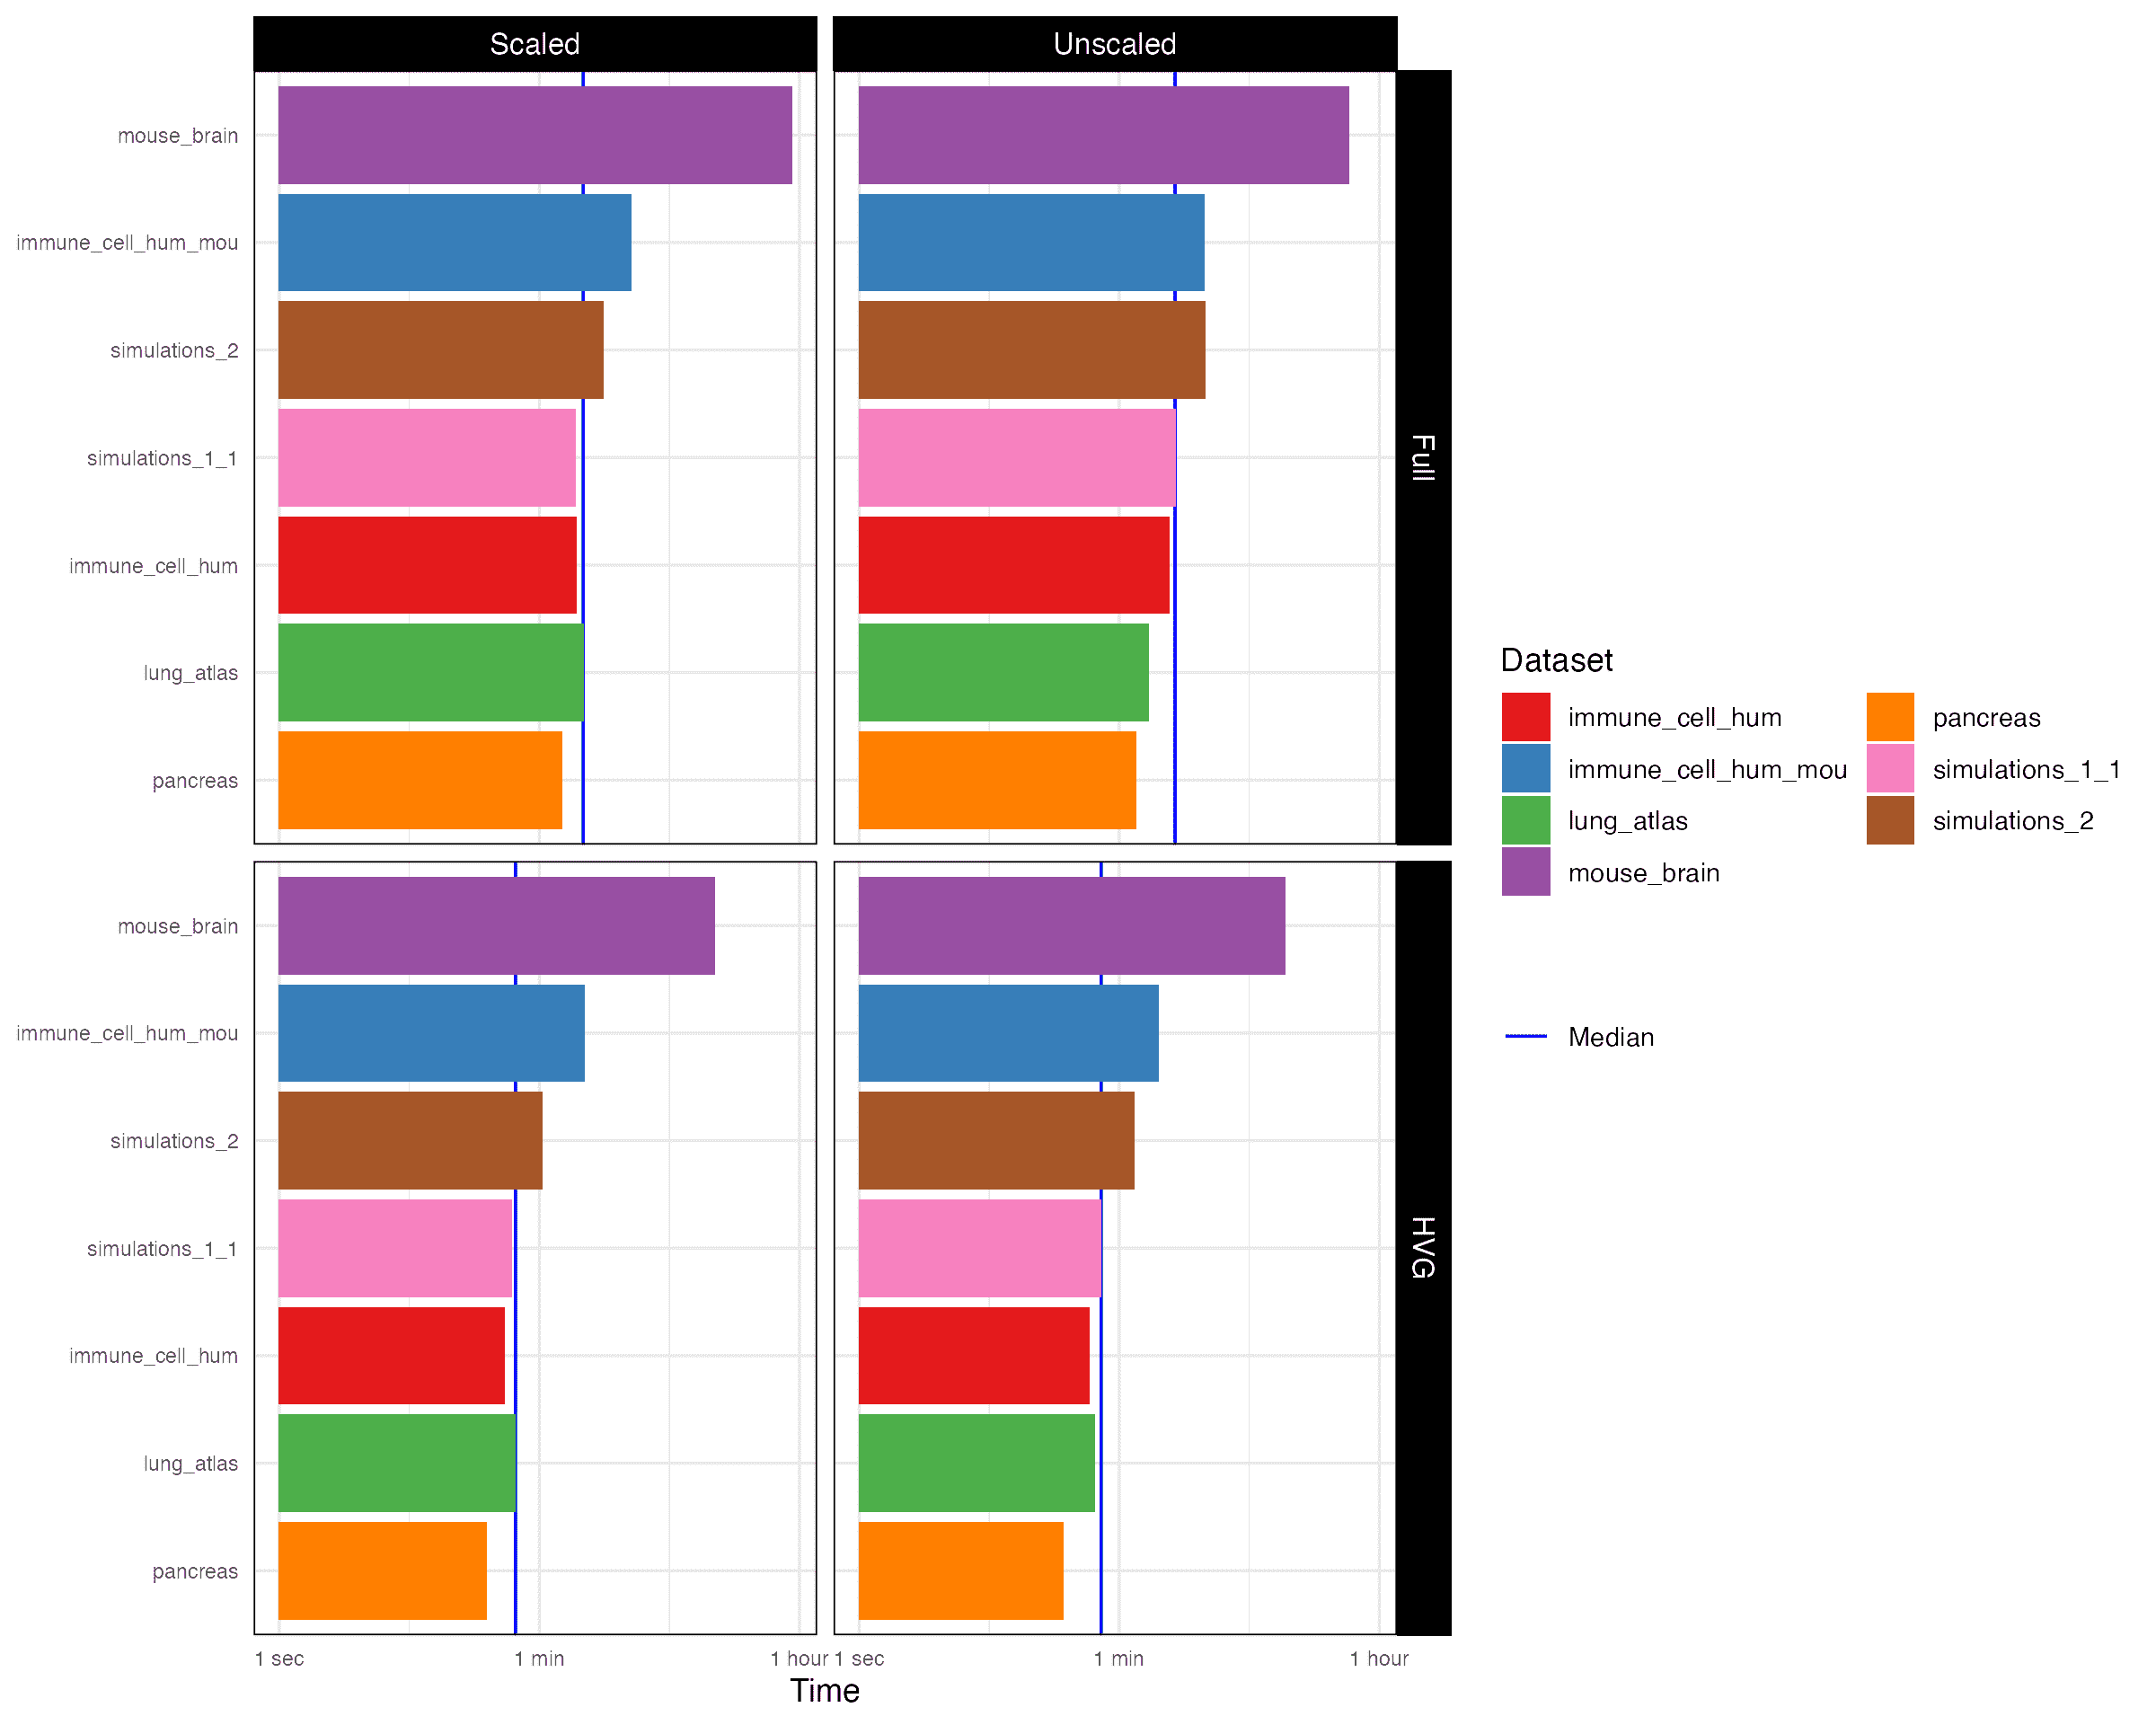 Scaled
Unscaled
mouse_brain
immune_cell_hum_mou
simulations_2
simulations_1_1
immune_cell_hum
lung_atlas
pancreas
Full
mouse_brain
immune_cell_hum_mou
simulations_2
simulations_1_1
immune_cell_hum
lung_atlas
pancreas
HVG
1 sec
1 min
1 hour
1 sec
1 min
1 hour
Time
Dataset
immune_cell_hum
immune_cell_hum_mou
lung_atlas
mouse_brain
pancreas
simulations_1_1
simulations_2
Median